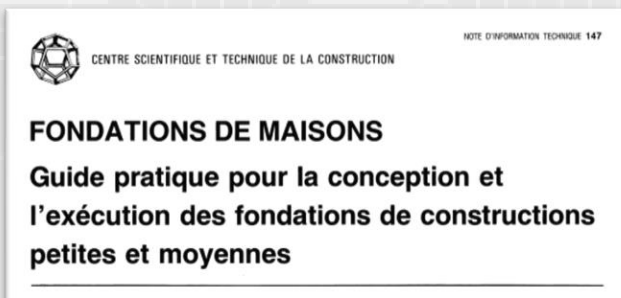 NOTE D'INFORMATION TECHNIQUE 147
CENTRE SCIENTIFIQUE ET TECHNIQUE DE LA CONSTRUCTION
FONDATIONS DE MAISONS
Guide pratique pour la conception et
l'exécution des fondations de constructions
petites et moyennes